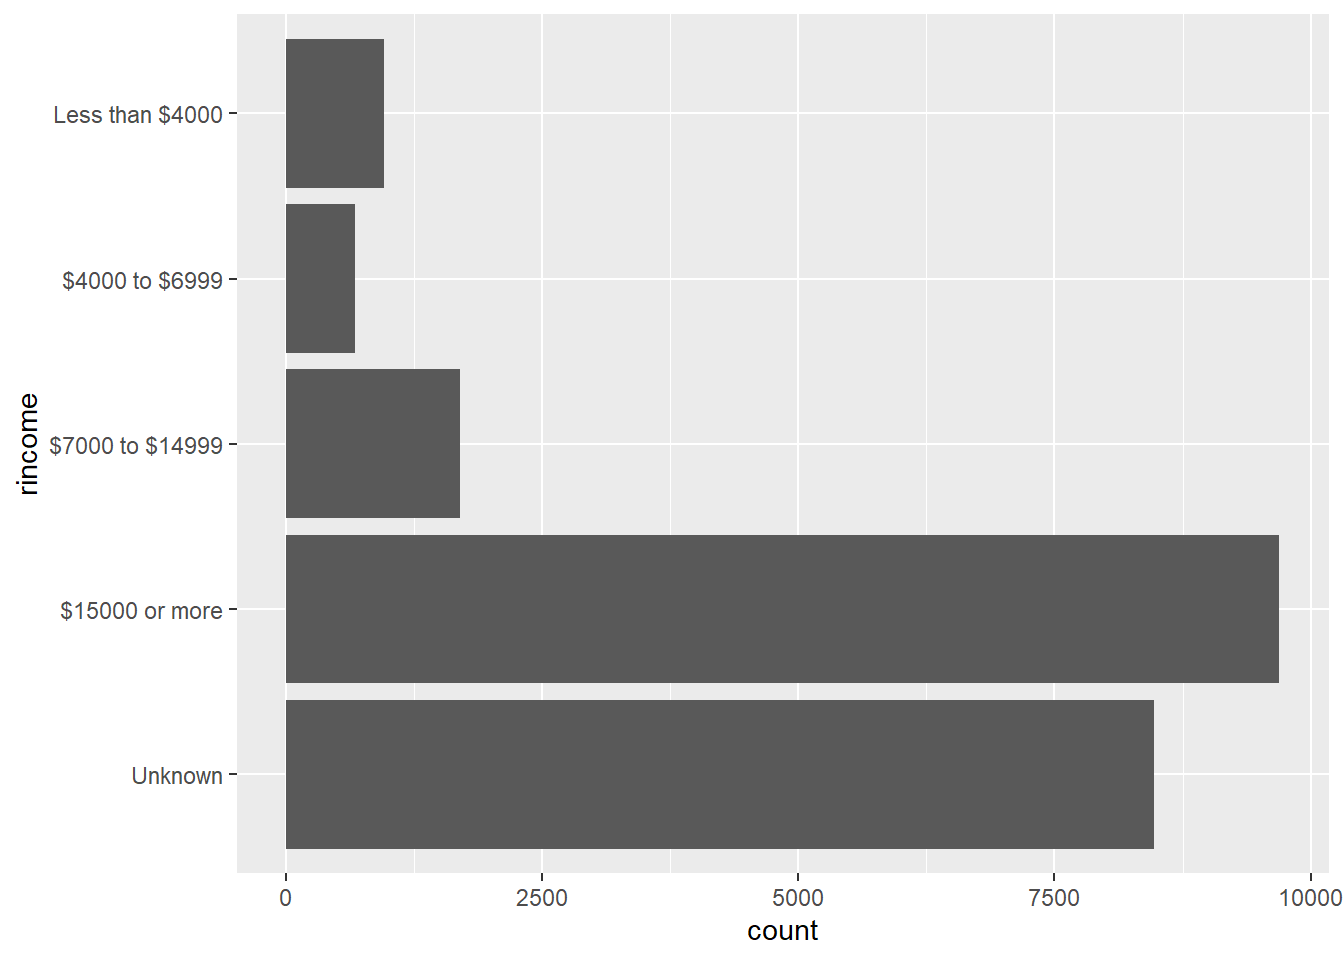 Less than $4000
$4000 to $6999
$7000 to $14999
$15000 or more
Unknown
rincome
0 2500 5000 7500 10000
count